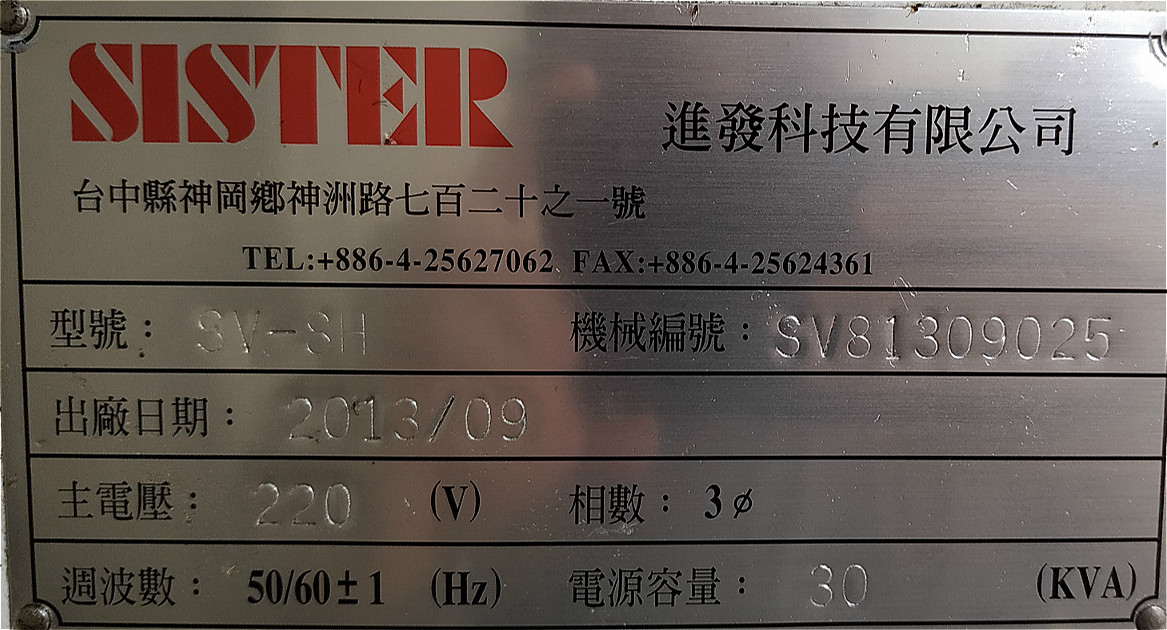 SISTER
進發科技有限公司
台中縣神岡鄉神洲路七百二十之一號
TEL:+886-4-25627062 FAX:+886-4-25624361
型號: SV-8H 機械編號: SV81309025
出廠日期: 2013/09
主電壓: 220 (V) 相數: 3ø
週波數: 50/60±1 (Hz) 電源容量: 30 (KVA)